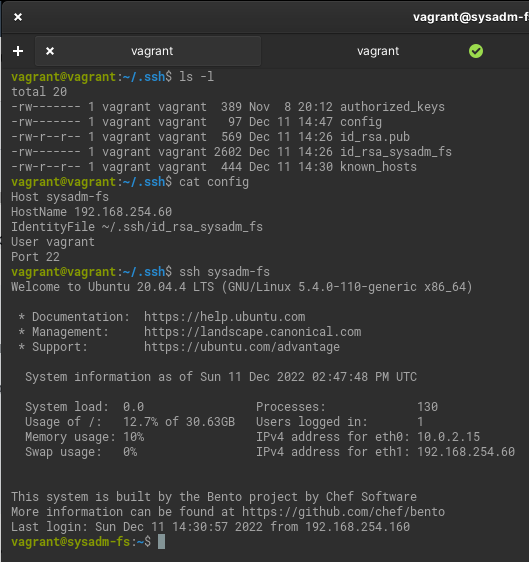 vagrant@sysadm-f
vagrant
vagrant
vagrant@vagrant:~/.ssh$ ls -l
total 20
-rw------- 1 vagrant vagrant  389 Nov  8 20:12 authorized_keys
-rw------- 1 vagrant vagrant   97 Dec 11 14:47 config
-rw-r--r-- 1 vagrant vagrant  569 Dec 11 14:26 id_rsa.pub
-rw------- 1 vagrant vagrant 2602 Dec 11 14:26 id_rsa_sysadm_fs
-rw-r--r-- 1 vagrant vagrant  444 Dec 11 14:30 known_hosts
vagrant@vagrant:~/.ssh$ cat config
Host sysadm-fs
HostName 192.168.254.60
IdentityFile ~/.ssh/id_rsa_sysadm_fs
User vagrant
Port 22
vagrant@vagrant:~/.ssh$ ssh sysadm-fs
Welcome to Ubuntu 20.04.4 LTS (GNU/Linux 5.4.0-110-generic x86_64)
* Documentation:  https://help.ubuntu.com
* Management:     https://landscape.canonical.com
* Support:        https://ubuntu.com/advantage
System information as of Sun 11 Dec 2022 02:47:48 PM UTC
System load:  0.0                Processes:             130
Usage of /:   12.7% of 30.63GB   Users logged in:       1
Memory usage: 10%                IPv4 address for eth0: 10.0.2.15
Swap usage:   0%                 IPv4 address for eth1: 192.168.254.60
This system is built by the Bento project by Chef Software
More information can be found at https://github.com/chef/bento
Last login: Sun Dec 11 14:30:57 2022 from 192.168.254.160
vagrant@sysadm-fs:~$